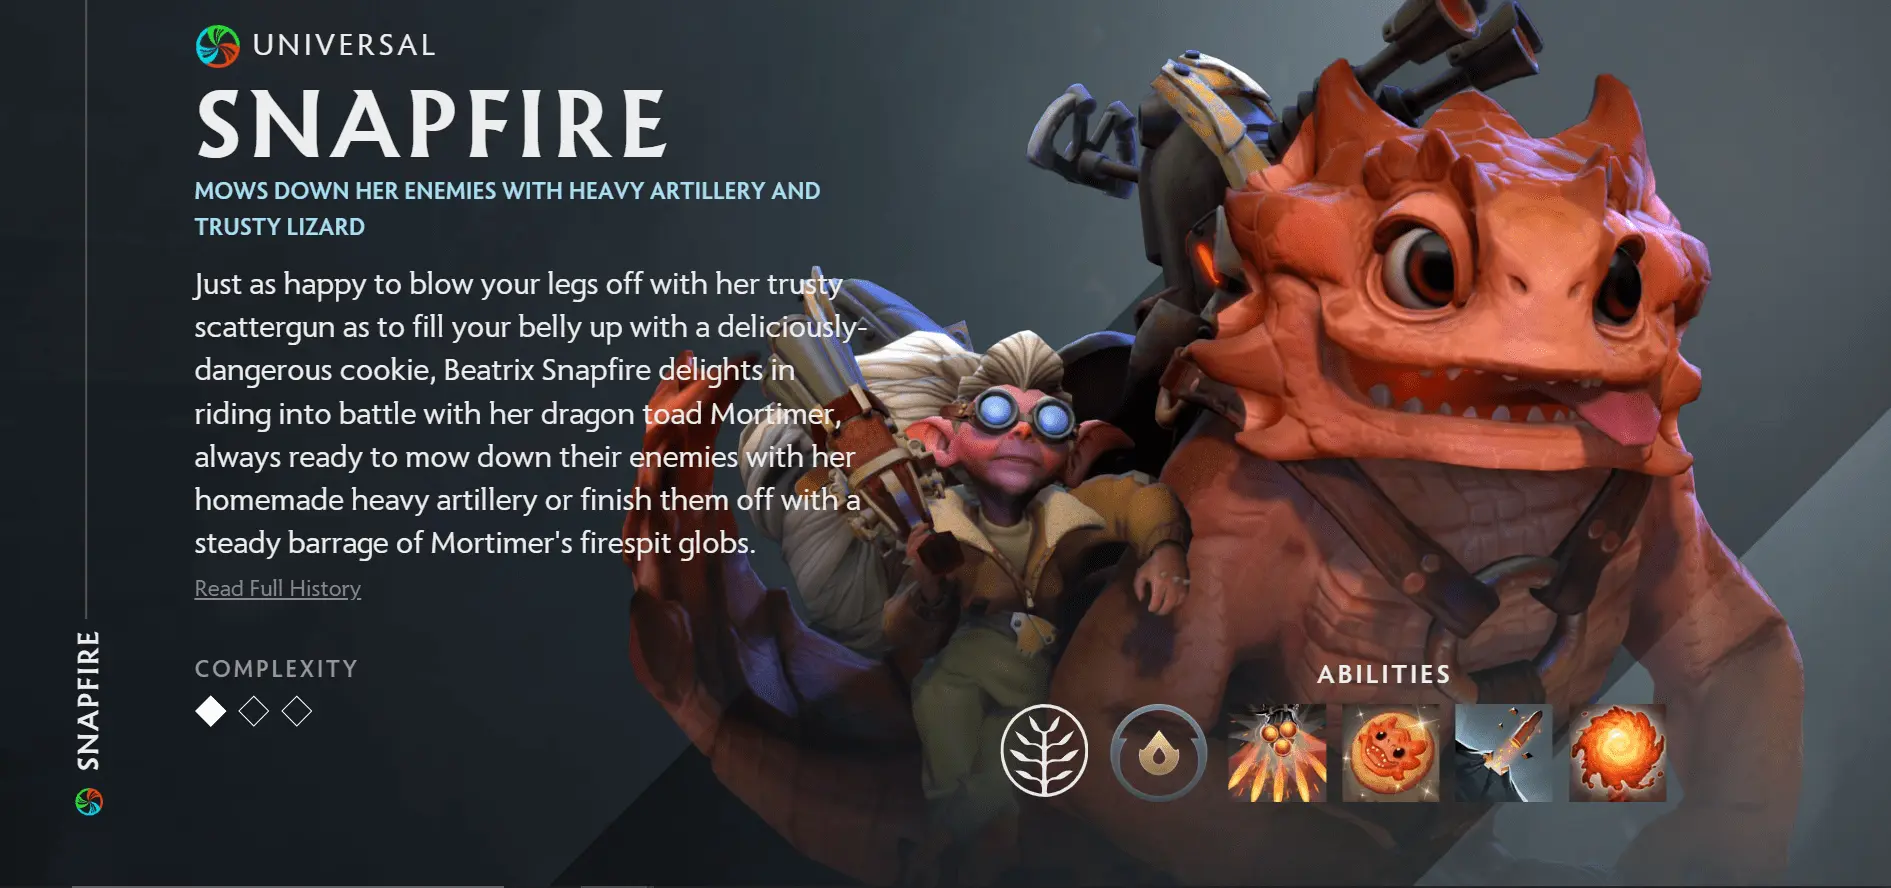 UNIVERSAL
SNAPFIRE
MOWS DOWN HER ENEMIES WITH HEAVY ARTILLERY AND
TRUSTY LIZARD
Just as happy to blow your legs off with her trusty
scattergun as to fill your belly up with a deliciously-
dangerous cookie, Beatrix Snapfire delights in
riding into battle with her dragon toad Mortimer,
always ready to mow down their enemies with her
homemade heavy artillery or finish them off with a
steady barrage of Mortimer's firespit globs.
Read Full History
COMPLEXITY
SNAPFIRE
ABILITIES